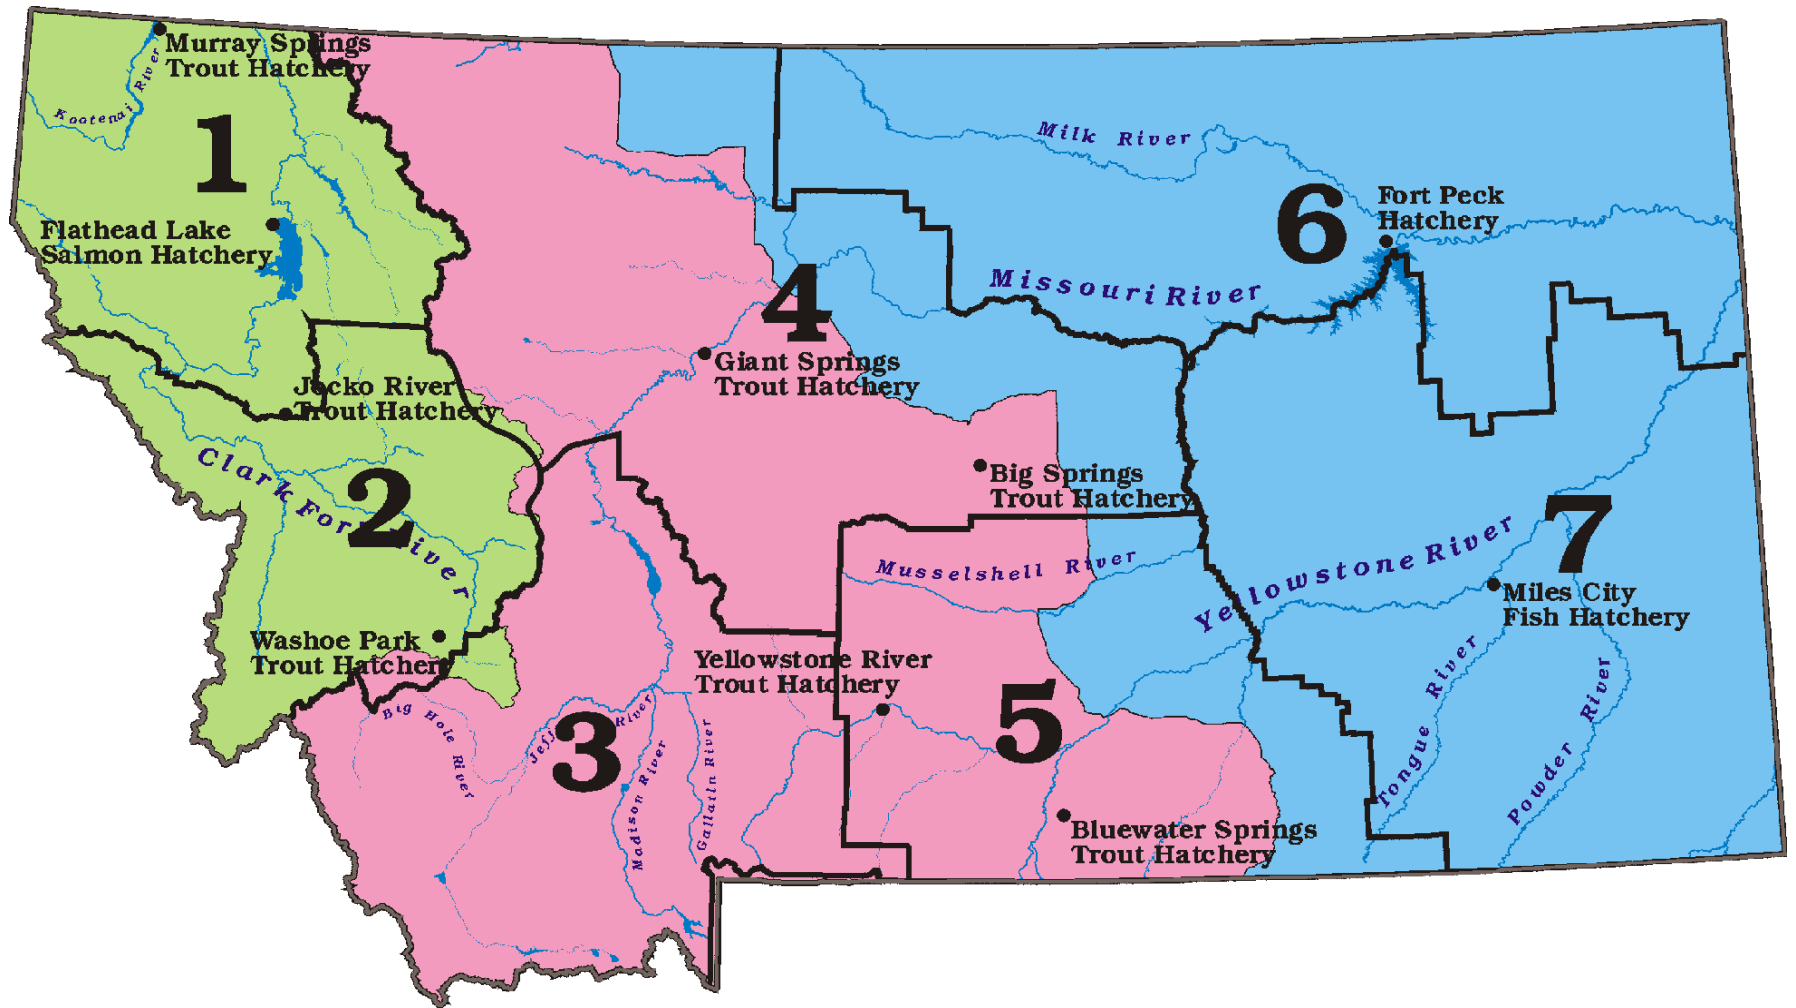 Murray Springs
Trout Hatchery
Kootenai River
1
Flathead Lake
Salmon Hatchery
Milk River
6
Fort Peck
Hatchery
Missouri River
4
Giant Springs
Trout Hatchery
Jocko River
Trout Hatchery
Clark Fork River
2
Big Springs
Trout Hatchery
7
Musselshell River
Yellowstone River
Miles City
Fish Hatchery
Washoe Park
Trout Hatchery
Yellowstone River
Trout Hatchery
Tongue River
Powder River
Big Hole River
3
River
Madison River
Gallatin River
5
Bluewater Springs
Trout Hatchery